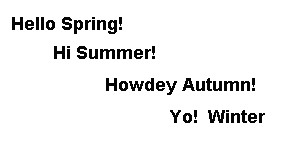 Hello Spring!
Hi Summer!
Howdey Autumn!
Yo!  Winter